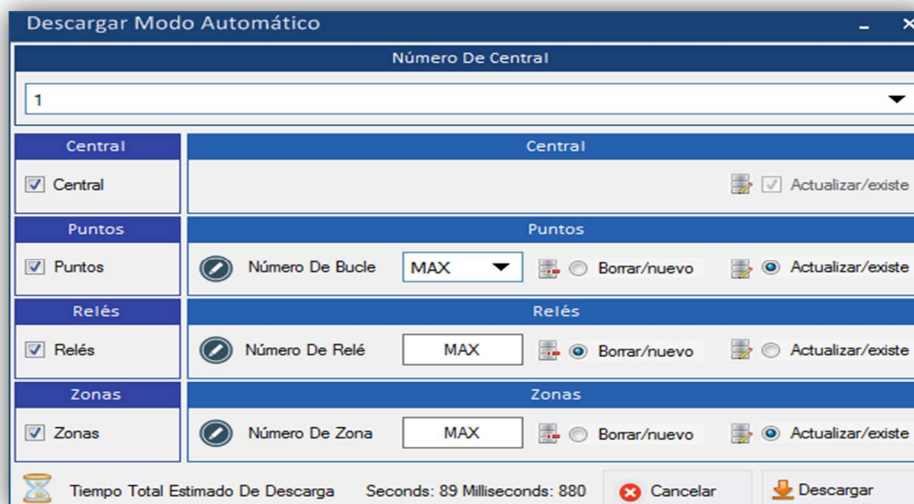 Descargar Modo Automático
Número De Central
1
Central
Central
Central
Actualizar/existe
Puntos
Puntos
Puntos
Número De Bucle
MAX
Borrar/nuevo
Actualizar/existe
Relés
Relés
Relés
Número De Relé
MAX
Borrar/nuevo
Actualizar/existe
Zonas
Zonas
Zonas
Número De Zona
MAX
Borrar/nuevo
Actualizar/existe
Tiempo Total Estimado De Descarga
Seconds: 89 Milliseconds: 880
Cancelar
Descargar